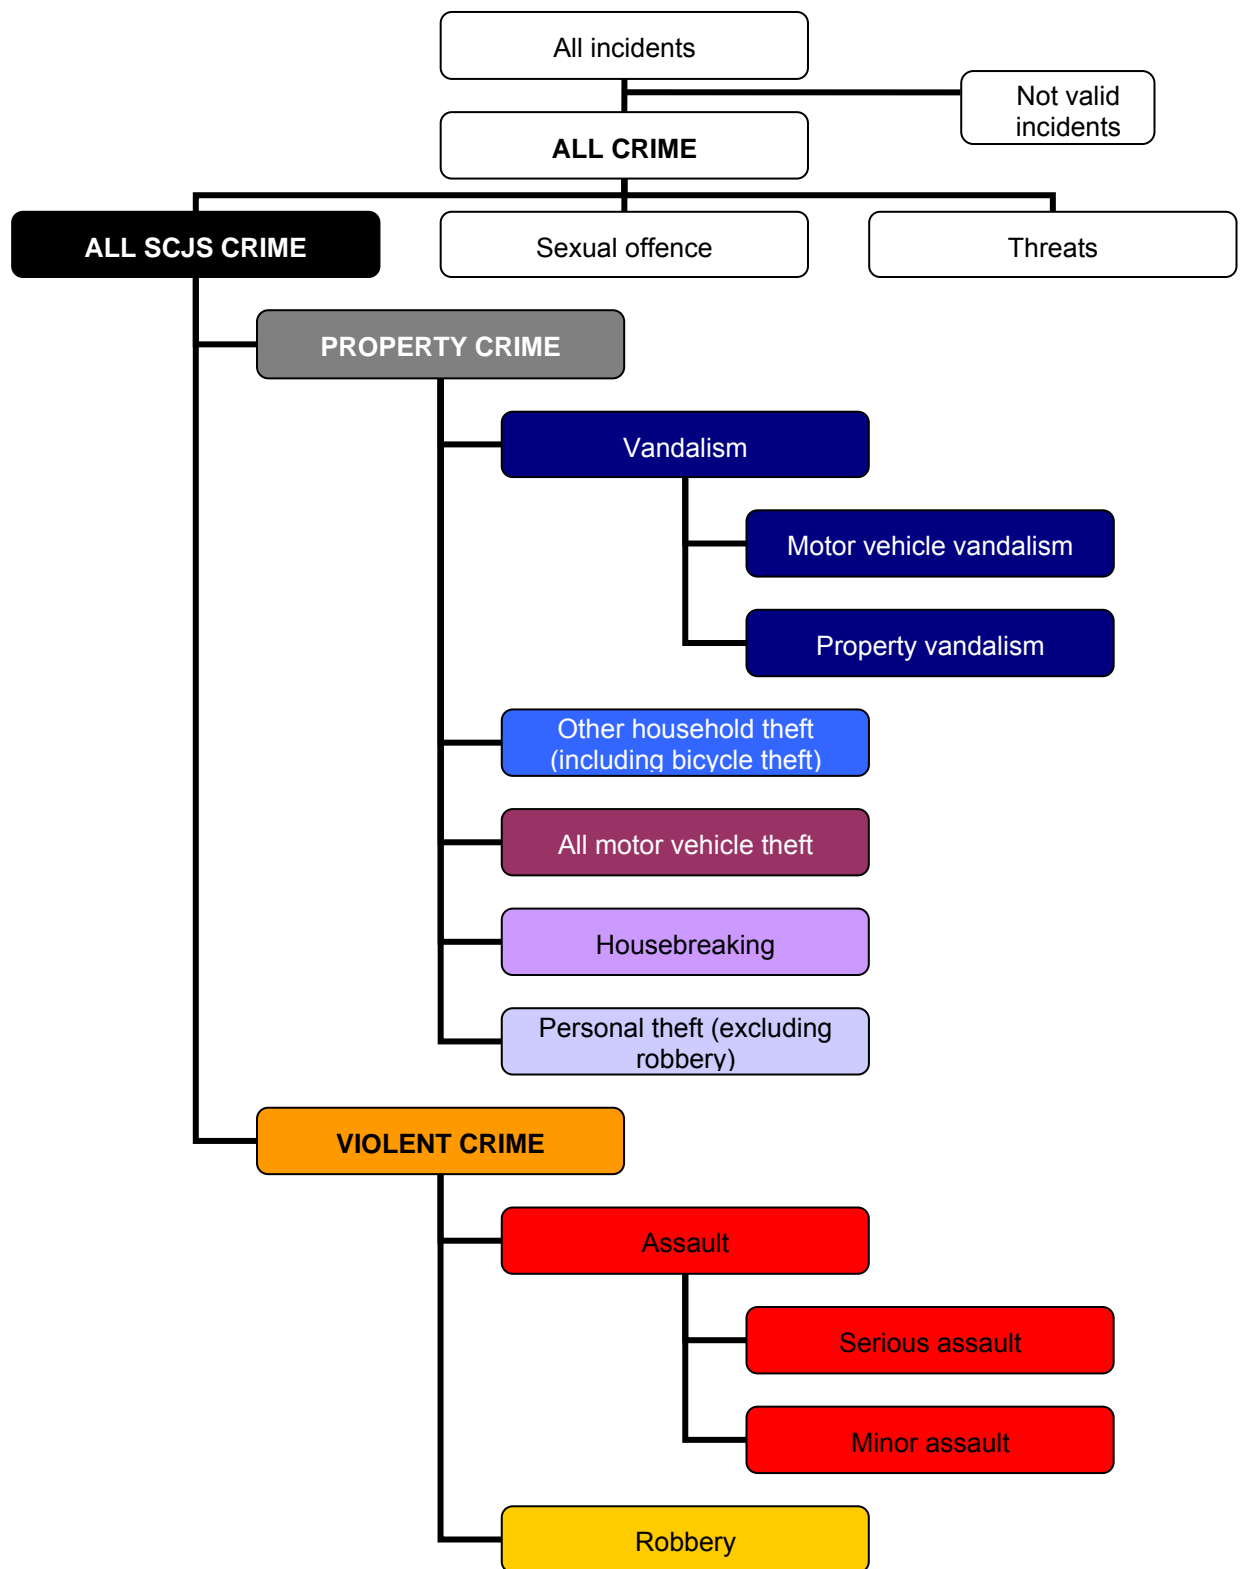 All incidents
Not valid
incidents
ALL CRIME
ALL SCJS CRIME
Sexual offence
Threats
PROPERTY CRIME
Vandalism
Motor vehicle vandalism
Property vandalism
Other household theft
(including bicycle theft)
All motor vehicle theft
Housebreaking
Personal theft (excluding
robbery)
VIOLENT CRIME
Assault
Serious assault
Minor assault
Robbery